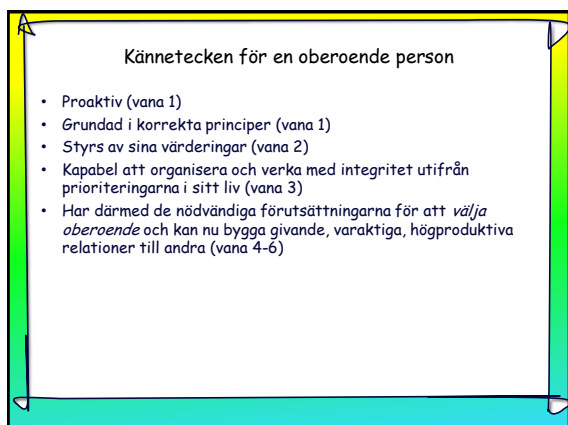 Kännetecken för en oberoende person
• Proaktiv (vana 1)
• Grundad i korrekta principer (vana 1)
• Styrs av sina värderingar (vana 2)
• Kapabel att organisera och verka med integritet utifrån
prioriteringarna i sitt liv (vana 3)
• Har därmed de nödvändiga förutsättningarna för att välja
oberoende och kan nu bygga givande, varaktiga, högproduktiva
relationer till andra (vana 4-6)